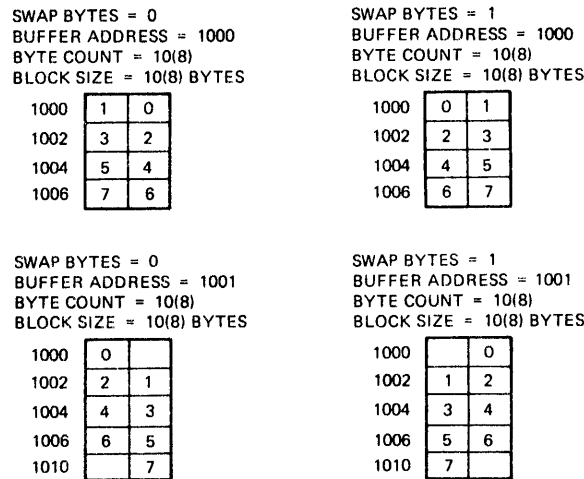 SWAP BYTES = 0
BUFFER ADDRESS = 1000
BYTE COUNT = 10(8)
BLOCK SIZE = 10(8) BYTES
1000 1 0
1002 3 2
1004 5 4
1006 7 6
SWAP BYTES = 1
BUFFER ADDRESS = 1000
BYTE COUNT = 10(8)
BLOCK SIZE = 10(8) BYTES
1000 0 1
1002 2 3
1004 4 5
1006 6 7
SWAP BYTES = 0
BUFFER ADDRESS = 1001
BYTE COUNT = 10(8)
BLOCK SIZE = 10(8) BYTES
1000 0
1002 2 1
1004 4 3
1006 6 5
1010 7
SWAP BYTES = 1
BUFFER ADDRESS = 1001
BYTE COUNT = 10(8)
BLOCK SIZE = 10(8) BYTES
1000 0
1002 1 2
1004 3 4
1006 5 6
1010 7